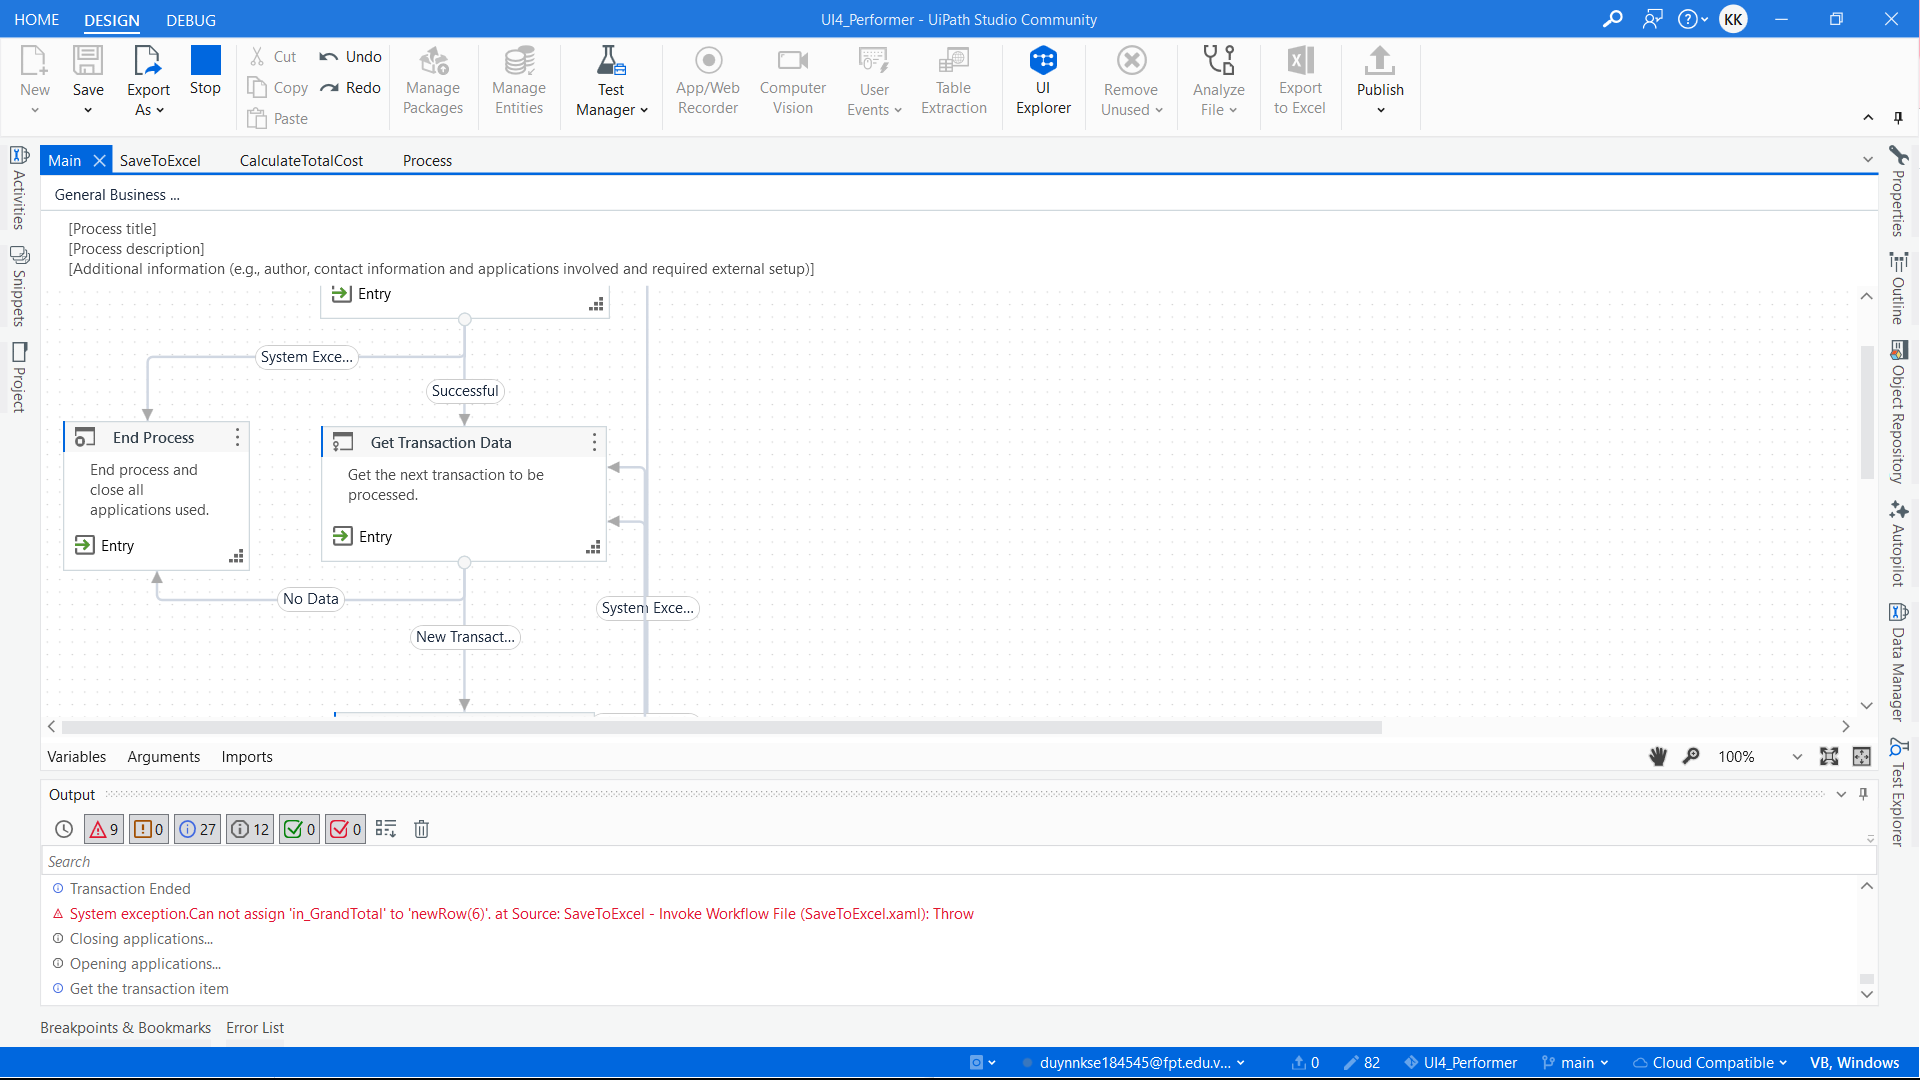 HOME DESIGN DEBUG UI4_Performer - UiPath Studio Community KK
New Save Export As Stop Cut Copy Paste Undo Redo Manage Packages Manage Entities Test Manager App/Web Recorder Computer Vision User Events Table Extraction UI Explorer Remove Unused Analyze File Export to Excel Publish
Activities
Snippets
Project
Main SaveToExcel CalculateTotalCost Process
General Business ...
[Process title]
[Process description]
[Additional information (e.g., author, contact information and applications involved and required external setup)]
Entry
System Exce...
Successful
End Process
End process and
close all
applications used.
Entry
Get Transaction Data
Get the next transaction to be
processed.
Entry
No Data
System Exce...
New Transact...
Variables Arguments Imports 100%
Output
9 0 27 12 0 0
Search
Transaction Ended
System exception.Can not assign 'in_GrandTotal' to 'newRow(6)'. at Source: SaveToExcel - Invoke Workflow File (SaveToExcel.xaml): Throw
Closing applications...
Opening applications...
Get the transaction item
Breakpoints & Bookmarks Error List
Properties
Outline
Object Repository
Autopilot
Data Manager
Test Explorer
duynnkse184545@fpt.edu.v... 0 82 UI4_Performer main Cloud Compatible VB, Windows